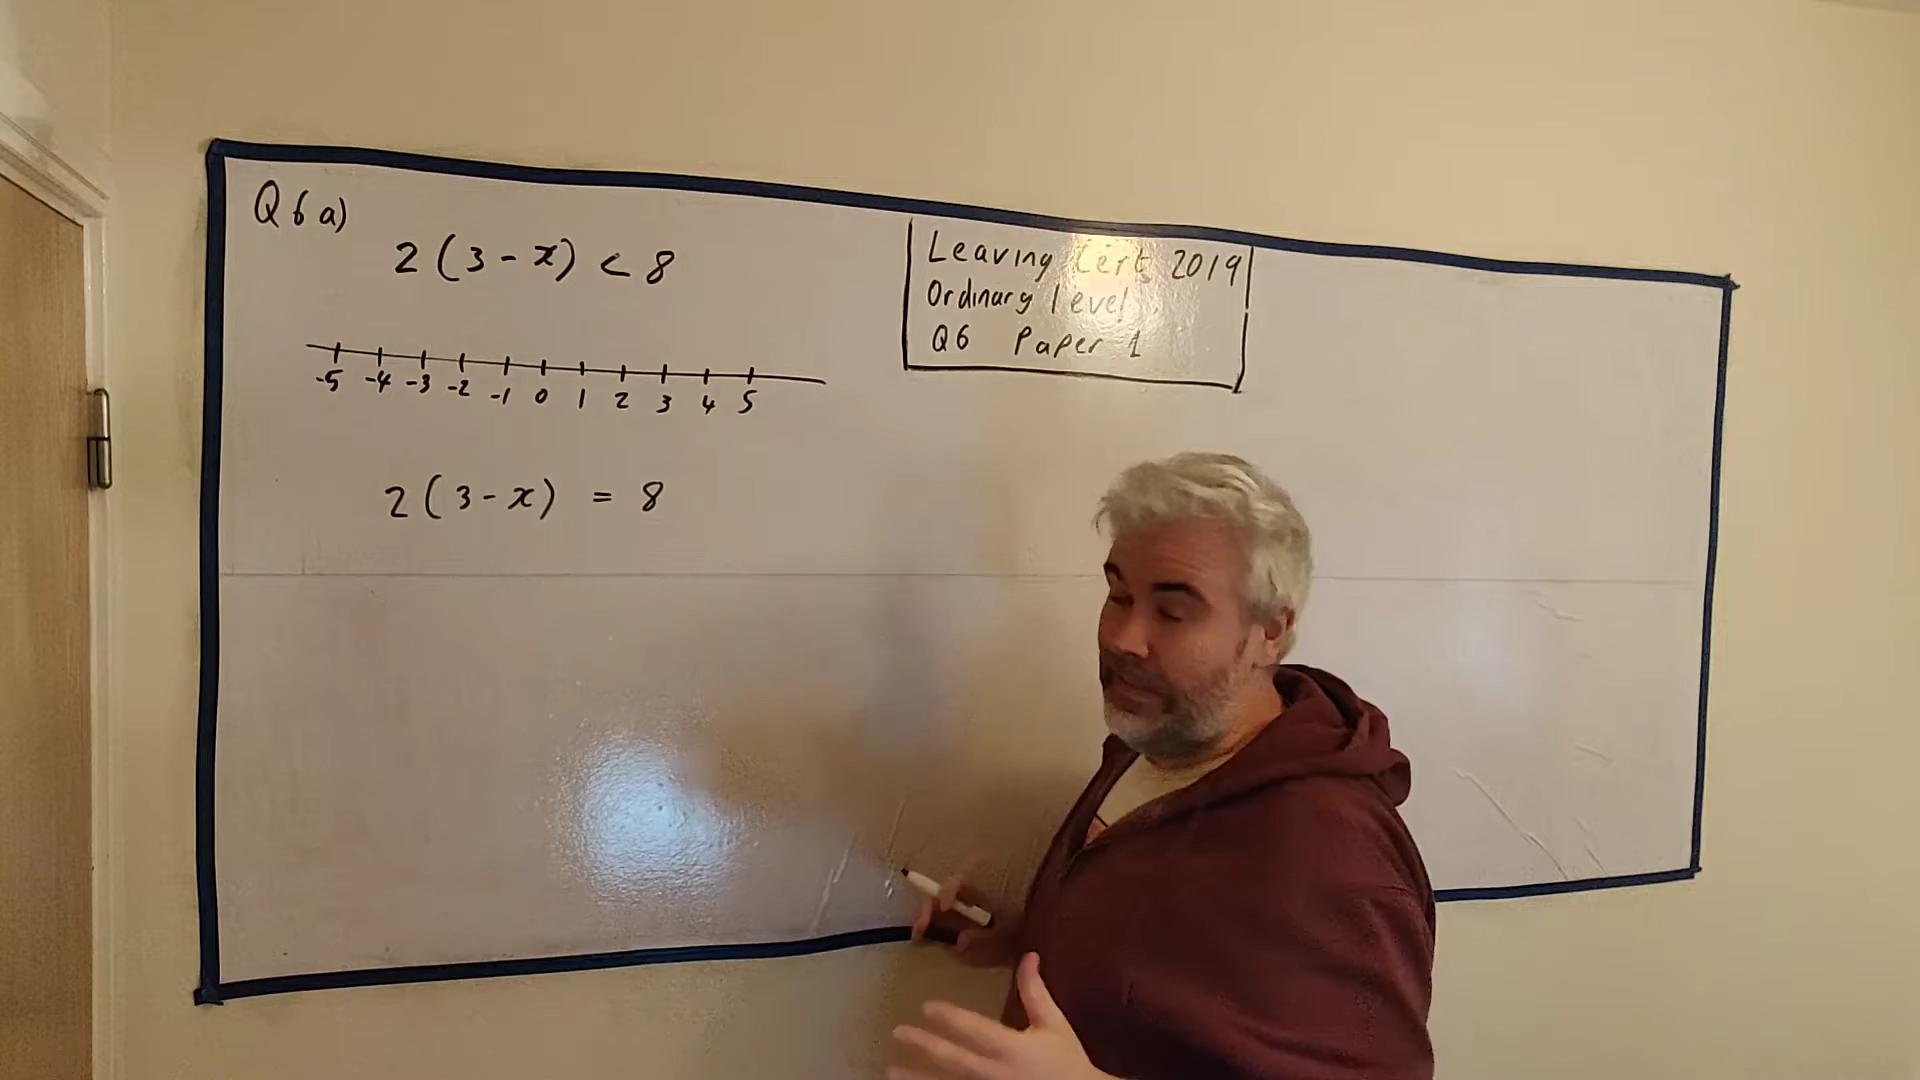 Q6a)
2(3-x) < 8
-5 -4 -3 -2 -1 0 1 2 3 4 5
2(3-x) = 8
Leaving Cert 2019
Ordinary level
Q6 Paper 1